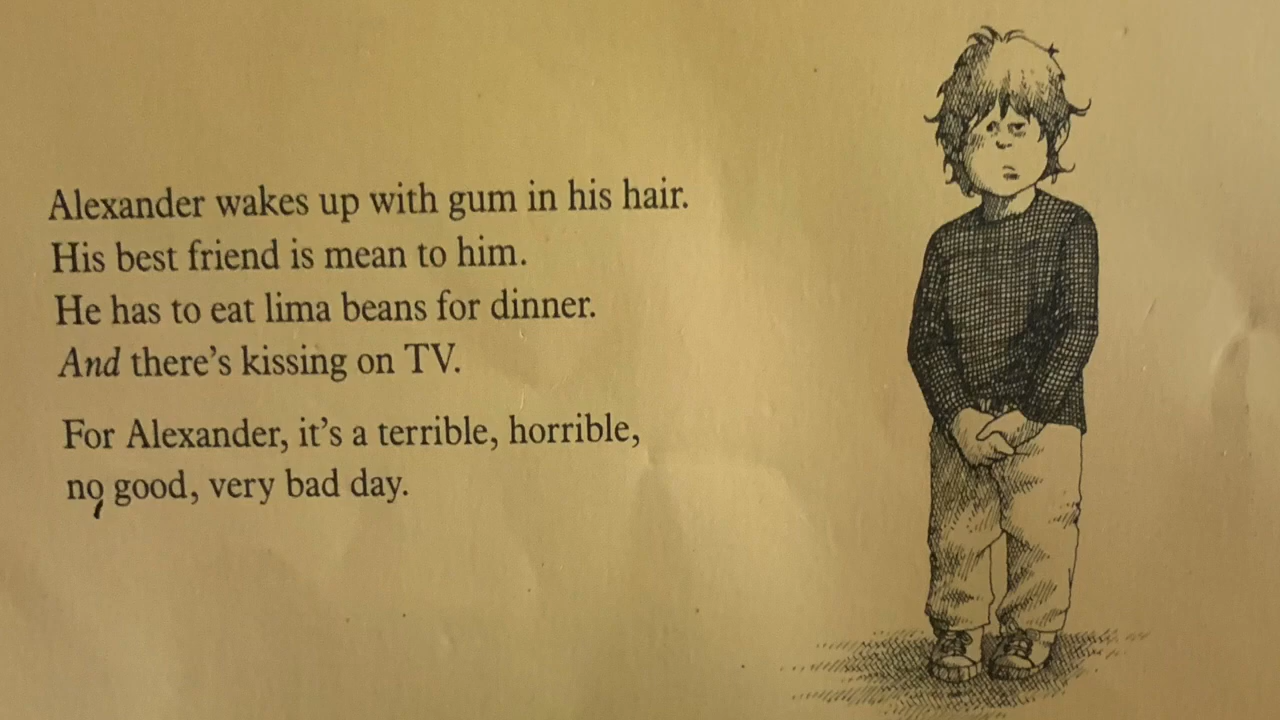 Alexander wakes up with gum in his hair.
His best friend is mean to him.
He has to eat lima beans for dinner.
And there's kissing on TV.
For Alexander, it's a terrible, horrible,
no good, very bad day.